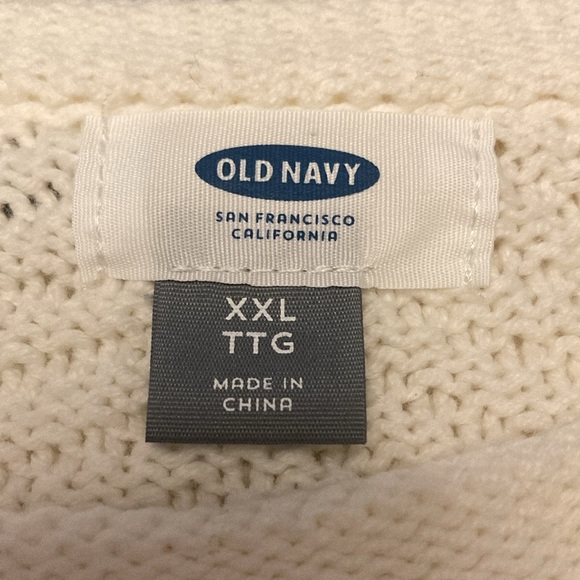 OLD NAVY
SAN FRANCISCO
CALIFORNIA
XXL
TTG
MADE IN
CHINA